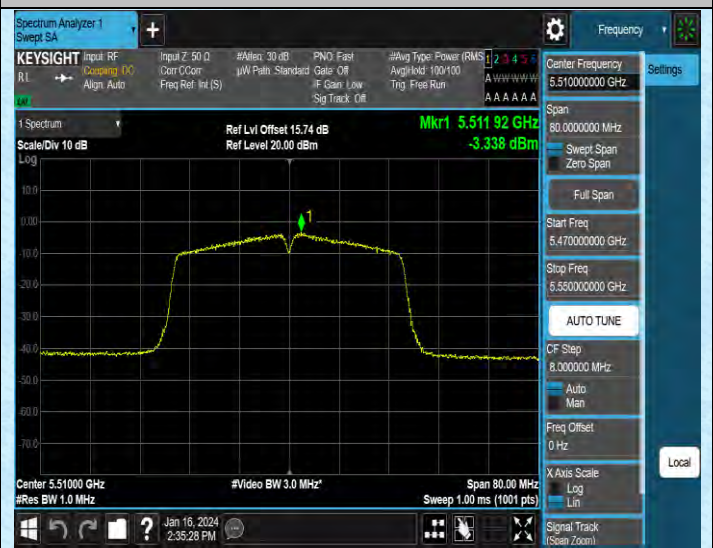 Spectrum Analyzer 1
Swept SA
+
Frequency
KEYSIGHT
RL
Input: RF
Coupling: DC
Align: Auto
Input Z: 50 Ω
Corr CCorr
Freq Ref: Int (S)
#Atten: 30 dB
µW Path: Standard
PNO: Fast
Gate: Off
IF Gain: Low
Sig Track: Off
#Avg Type: Power (RMS
Avg|Hold: 100/100
Trig: Free Run
1 2 3 4 5 6
A W W W W W
A A A A A A
1 Spectrum
Scale/Div 10 dB
Ref Lvl Offset 15.74 dB
Ref Level 20.00 dBm
Mkr1 5.511 92 GHz
-3.338 dBm
Log
10.0
0.00
-10.0
-20.0
-30.0
-40.0
-50.0
-60.0
-70.0
1
Center 5.51000 GHz
#Res BW 1.0 MHz
#Video BW 3.0 MHz*
Span 80.00 MHz
Sweep 1.00 ms (1001 pts)
Center Frequency
5.510000000 GHz
Settings
Span
80.0000000 MHz
Swept Span
Zero Span
Full Span
Start Freq
5.470000000 GHz
Stop Freq
5.550000000 GHz
AUTO TUNE
CF Step
8.000000 MHz
Auto
Man
Freq Offset
0 Hz
X Axis Scale
Log
Lin
Local
Signal Track
(Span Zoom)
?
Jan 16, 2024
2:35:28 PM